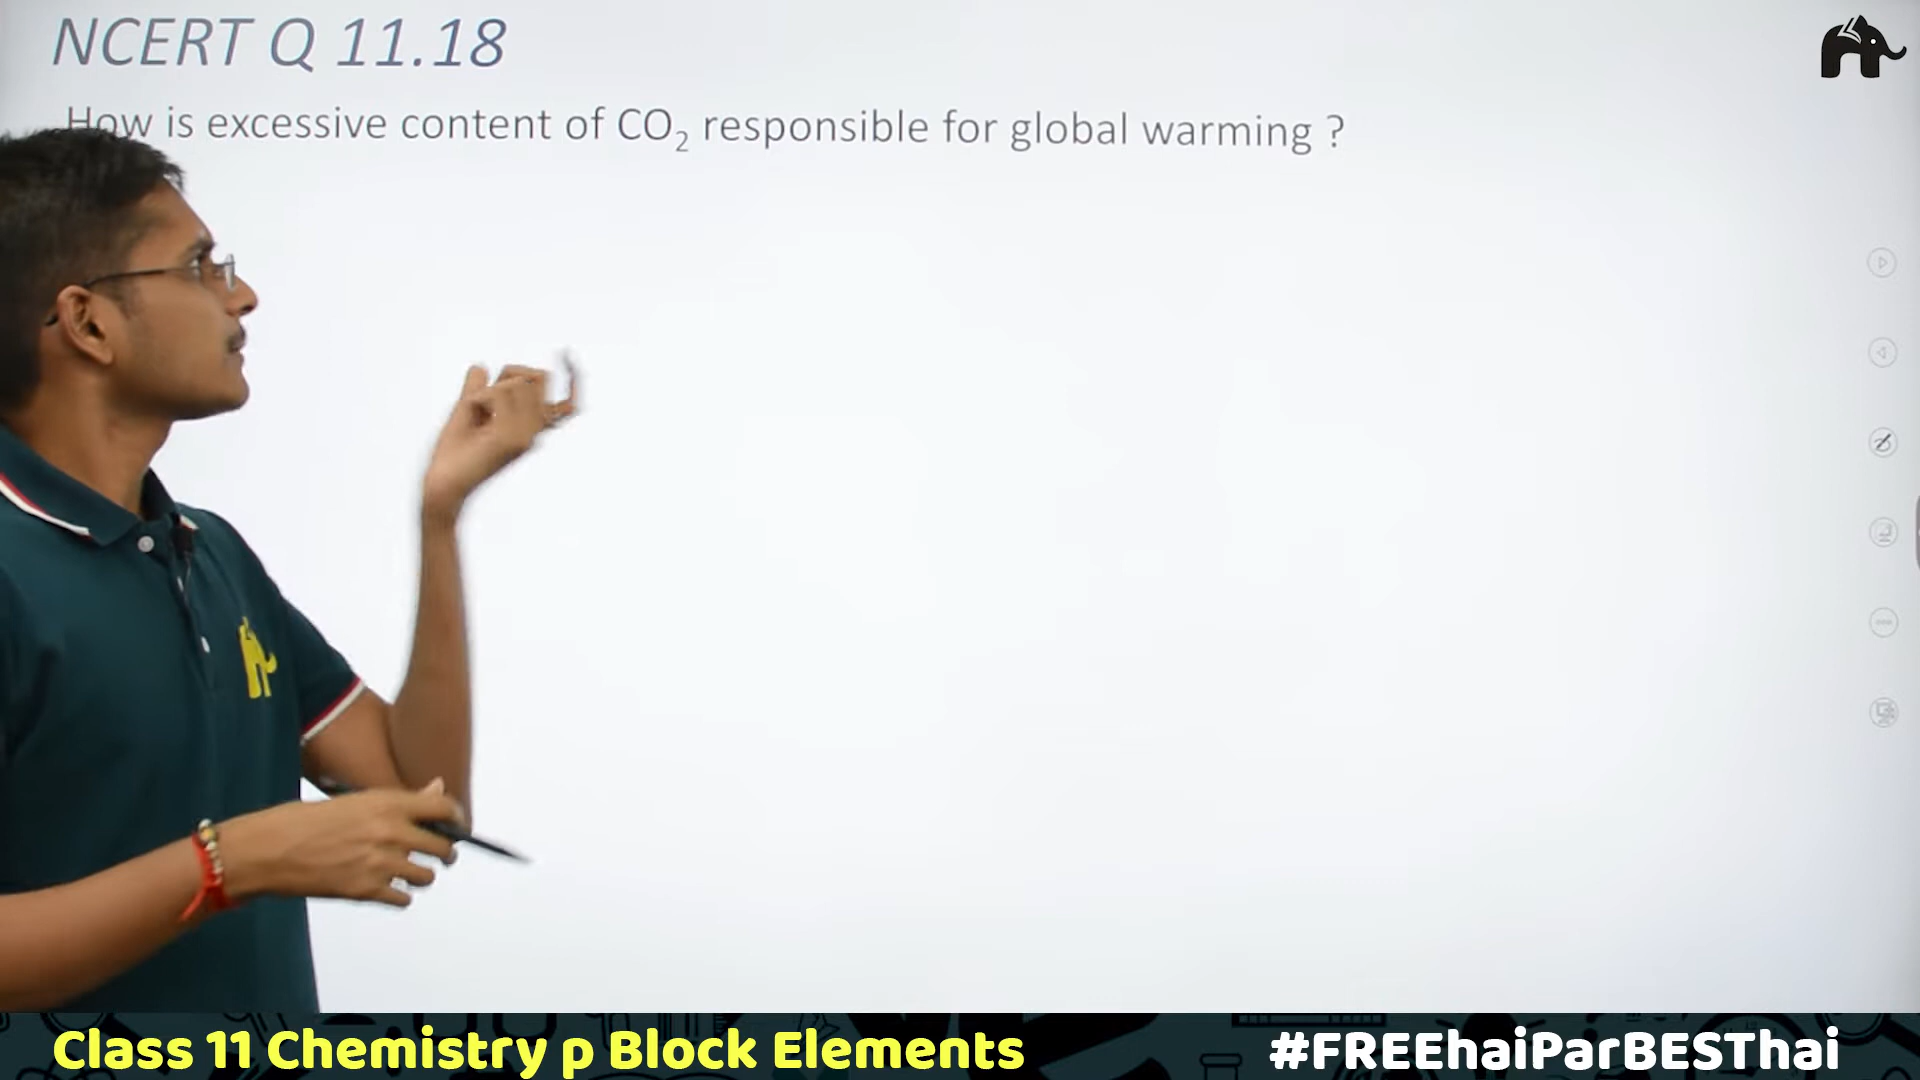 NCERT Q 11.18
How is excessive content of CO₂ responsible for global warming ?
Class 11 Chemistry p Block Elements
#FREEhaiParBESThai